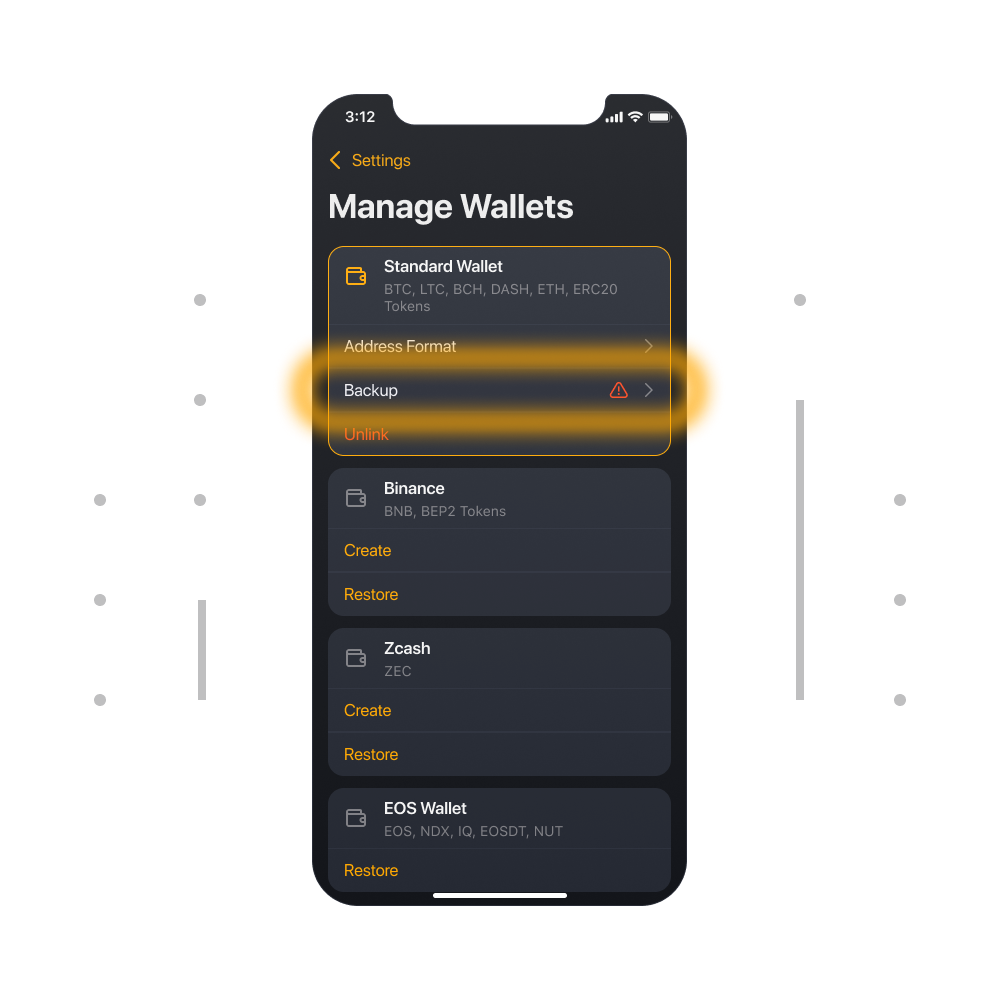 3:12
Settings
Manage Wallets
Standard Wallet
BTC, LTC, BCH, DASH, ETH, ERC20
Tokens
Address Format
Backup
Unlink
Binance
BNB, BEP2 Tokens
Create
Restore
Zcash
ZEC
Create
Restore
EOS Wallet
EOS, NDX, IQ, EOSDT, NUT
Restore